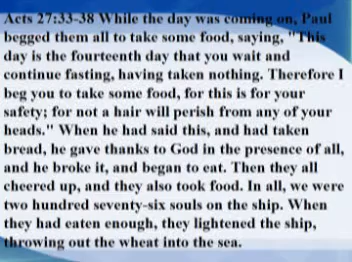 Acts 27:33-38 While the day was coming on, Paul
begged them all to take some food, saying, "This
day is the fourteenth day that you wait and
continue fasting, having taken nothing. Therefore I
beg you to take some food, for this is for your
safety; for not a hair will perish from any of your
heads." When he had said this, and had taken
bread, he gave thanks to God in the presence of all,
and he broke it, and began to eat. Then they all
cheered up, and they also took food. In all, we were
two hundred seventy-six souls on the ship. When
they had eaten enough, they lightened the ship,
throwing out the wheat into the sea.